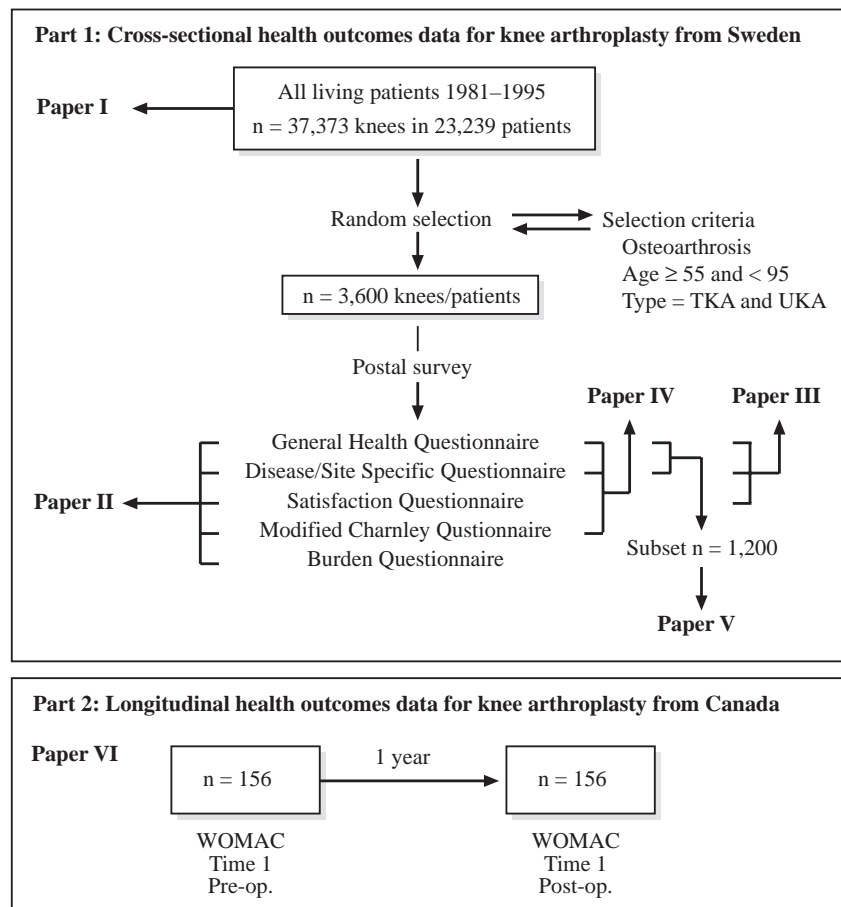 Part 1: Cross-sectional health outcomes data for knee arthroplasty from Sweden
All living patients 1981–1995
Paper I
n = 37,373 knees in 23,239 patients
Random selection
Selection criteria
Osteoarthrosis
Age ≥ 55 and < 95
Type = TKA and UKA
n = 3,600 knees/patients
Postal survey
Paper IV
Paper III
General Health Questionnaire
Disease/Site Specific Questionnaire
Paper II
Satisfaction Questionnaire
Modified Charnley Qustionnaire
Burden Questionnaire
Subset n = 1,200
Paper V
Part 2: Longitudinal health outcomes data for knee arthroplasty from Canada
Paper VI
n = 156
1 year
n = 156
WOMAC
Time 1
Pre-op.
WOMAC
Time 1
Post-op.